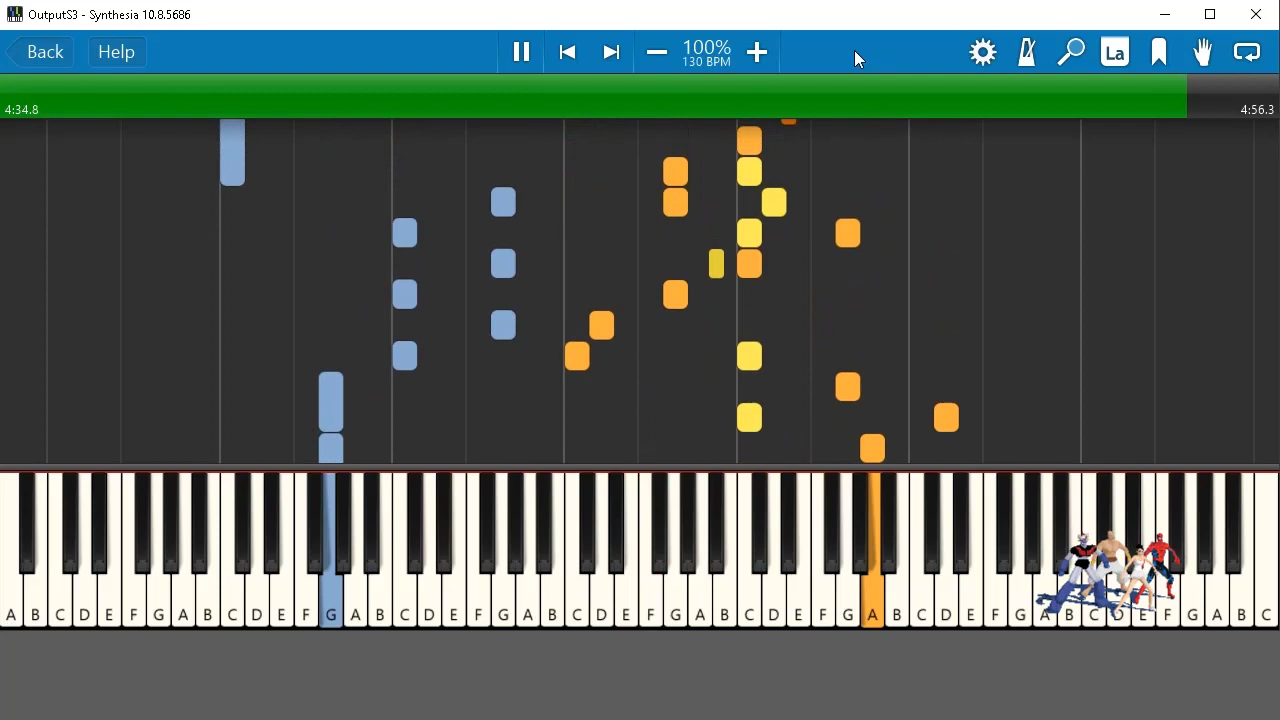 OutputS3 - Synthesia 10.8.5686
Back Help 100% La
130 BPM
4:34.8 4:56.3
A B C D E F G A B C D E F G A B C D E F G A B C D E F G A B C D E F G A B C D E F G A B C D E F G A B C